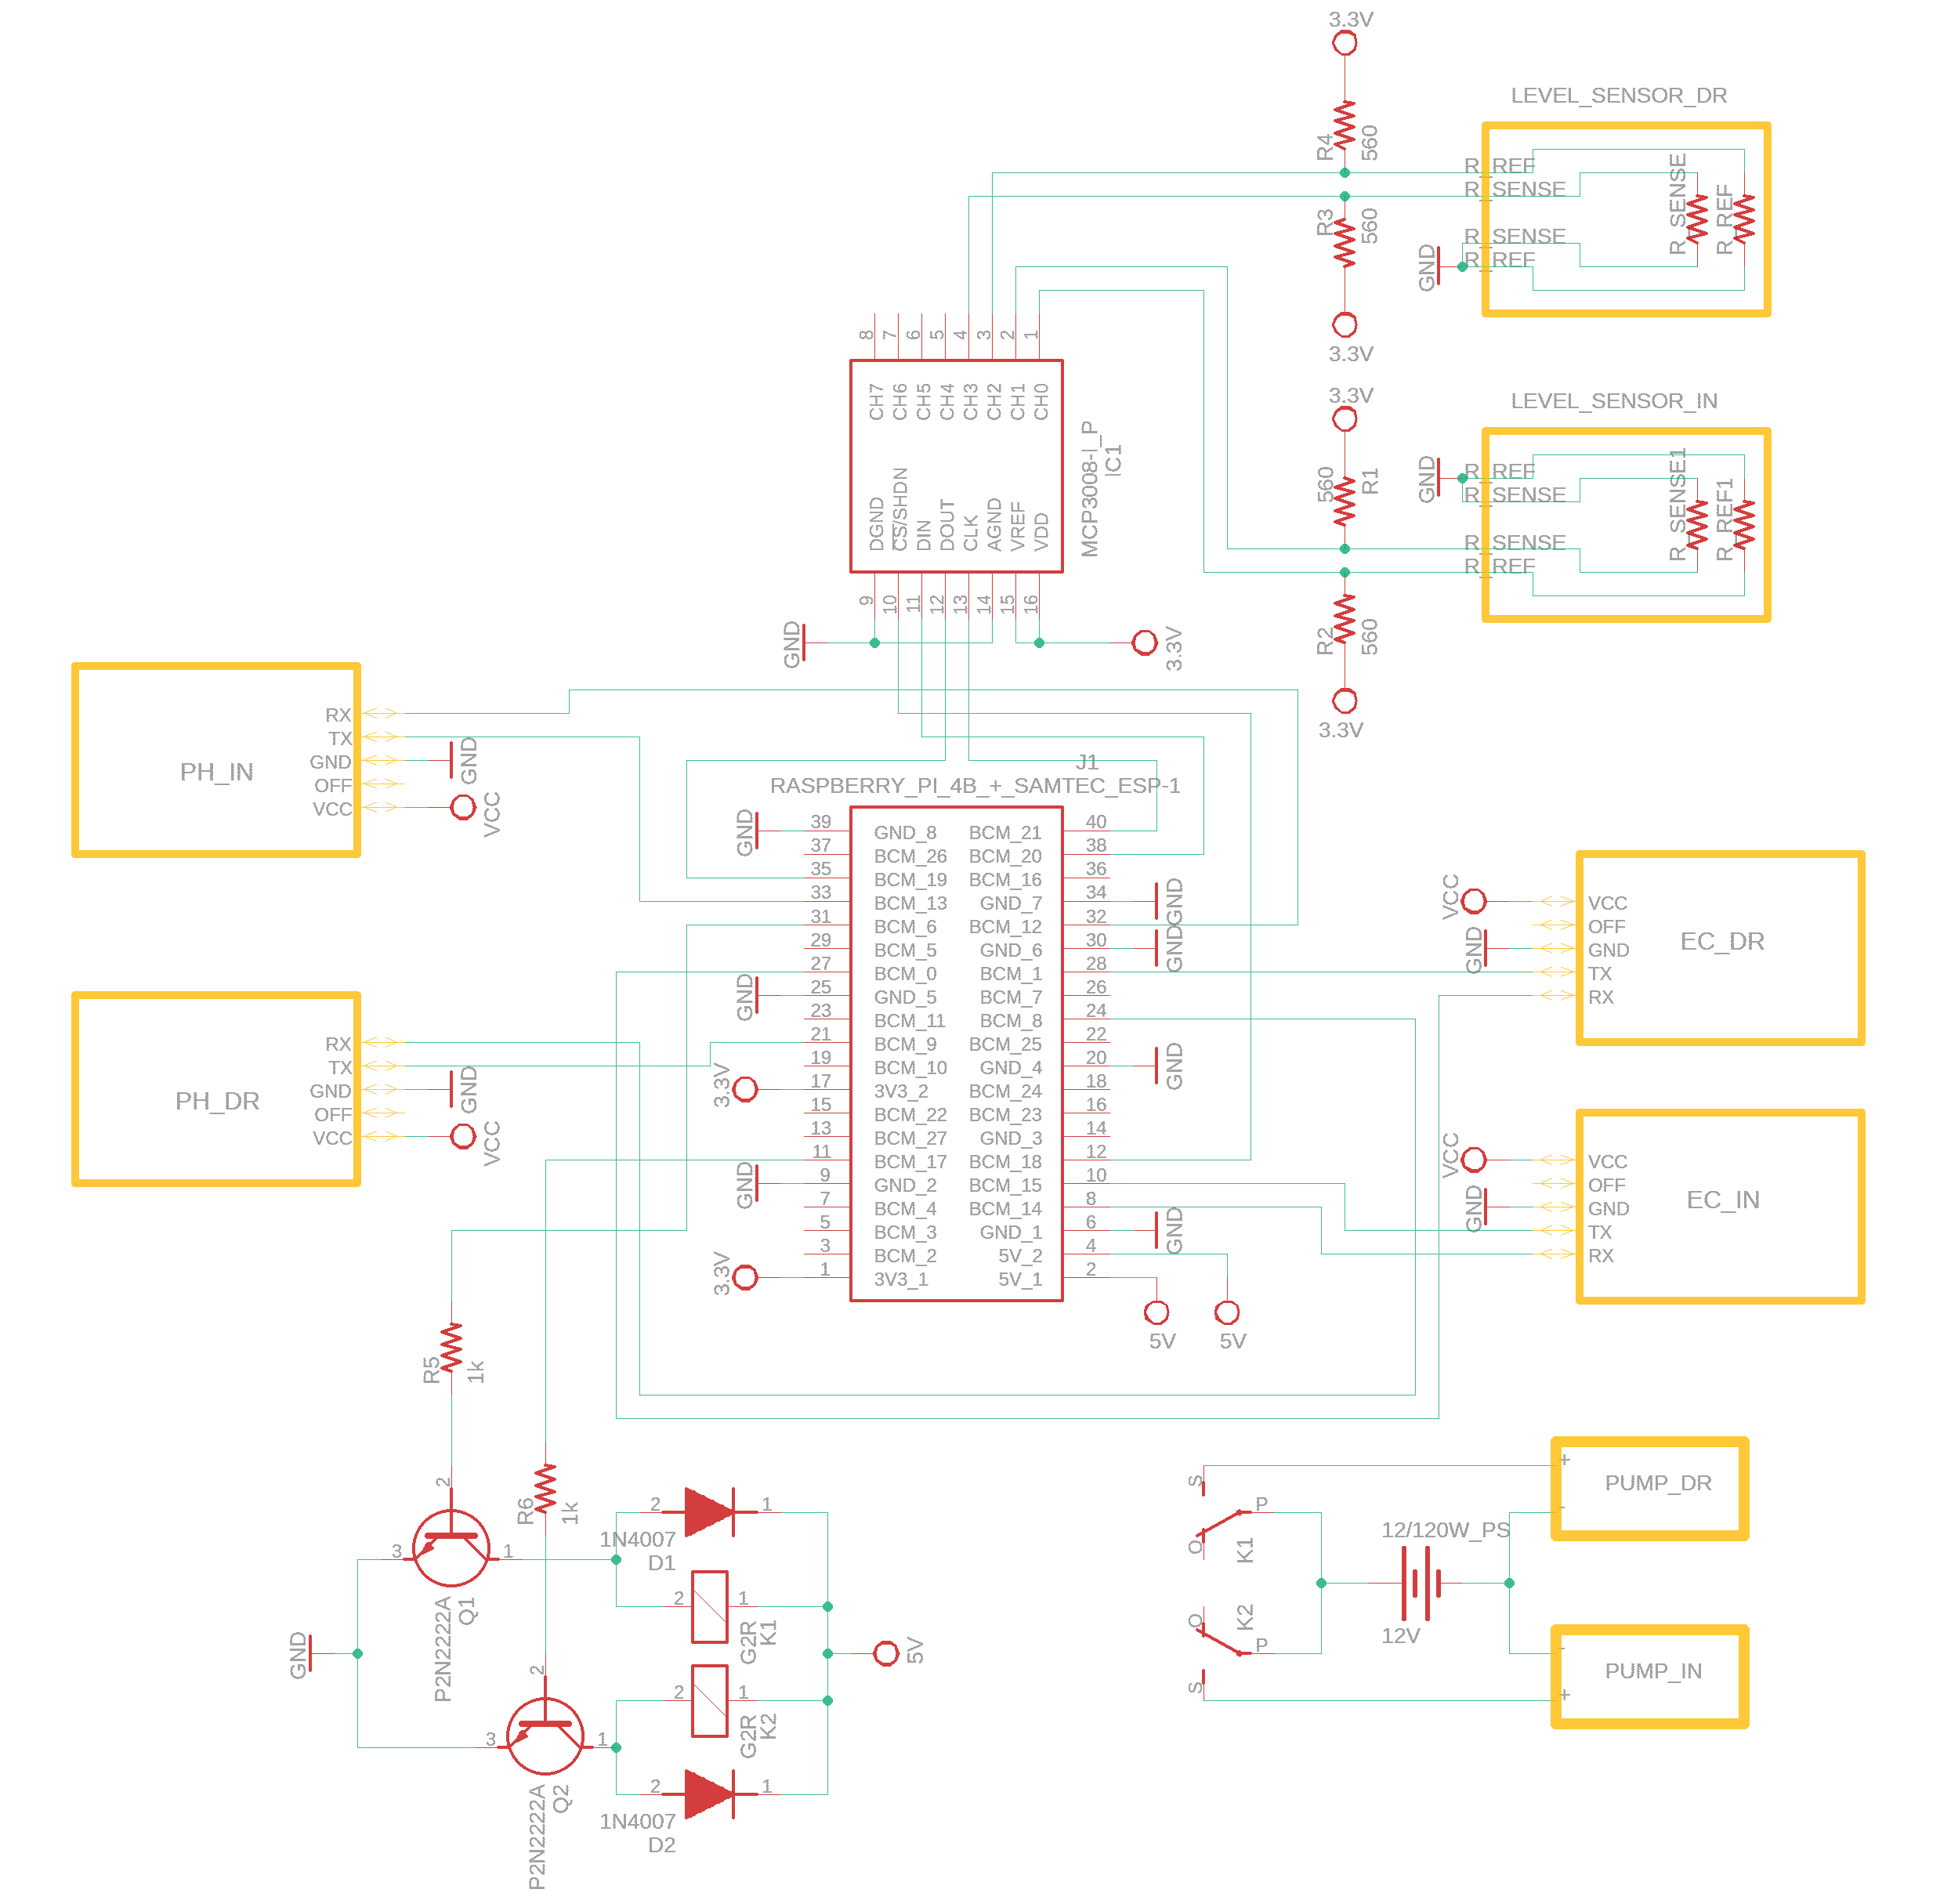 3.3V
R4
560
R3
560
3.3V
LEVEL_SENSOR_DR
R_REF
R_SENSE
R_SENSE
R_REF
GND
R_SENSE
R_REF
3.3V
560
R1
R2
560
3.3V
LEVEL_SENSOR_IN
GND
R_REF
R_SENSE
R_SENSE
R_REF
R_SENSE1
R_REF1
8 7 6 5 4 3 2 1
CH7 CH6 CH5 CH4 CH3 CH2 CH1 CH0
DGND CS/SHDN DIN DOUT CLK AGND VREF VDD
9 10 11 12 13 14 15 16
MCP3008-I_P
IC1
GND
3.3V
PH_IN
RX
TX
GND
OFF
VCC
GND
VCC
PH_DR
RX
TX
GND
OFF
VCC
GND
VCC
J1
RASPBERRY_PI_4B_+_SAMTEC_ESP-1
GND 39 GND_8 BCM_21 40
37 BCM_26 BCM_20 38
35 BCM_19 BCM_16 36
33 BCM_13 GND_7 34 GND
31 BCM_6 BCM_12 32
29 BCM_5 GND_6 30 GND
27 BCM_0 BCM_1 28
GND 25 GND_5 BCM_7 26
23 BCM_11 BCM_8 24
21 BCM_9 BCM_25 22
19 BCM_10 GND_4 20 GND
3.3V 17 3V3_2 BCM_24 18
15 BCM_22 BCM_23 16
13 BCM_27 GND_3 14
11 BCM_17 BCM_18 12
GND 9 GND_2 BCM_15 10
7 BCM_4 BCM_14 8
5 BCM_3 GND_1 6 GND
3 BCM_2 5V_2 4
3.3V 1 3V3_1 5V_1 2
5V
5V
VCC
GND
VCC
OFF
GND
TX
RX
EC_DR
VCC
GND
VCC
OFF
GND
TX
RX
EC_IN
R5
1k
R6
1k
2
3
1
P2N2222A
Q1
2
3
1
P2N2222A
Q2
GND
2
1
1N4007
D1
2
1
G2R
K1
2
1
G2R
K2
2
1
1N4007
D2
5V
S
P
O
K1
O
P
S
K2
12/120W_PS
12V
+
PUMP_DR
-
-
PUMP_IN
+